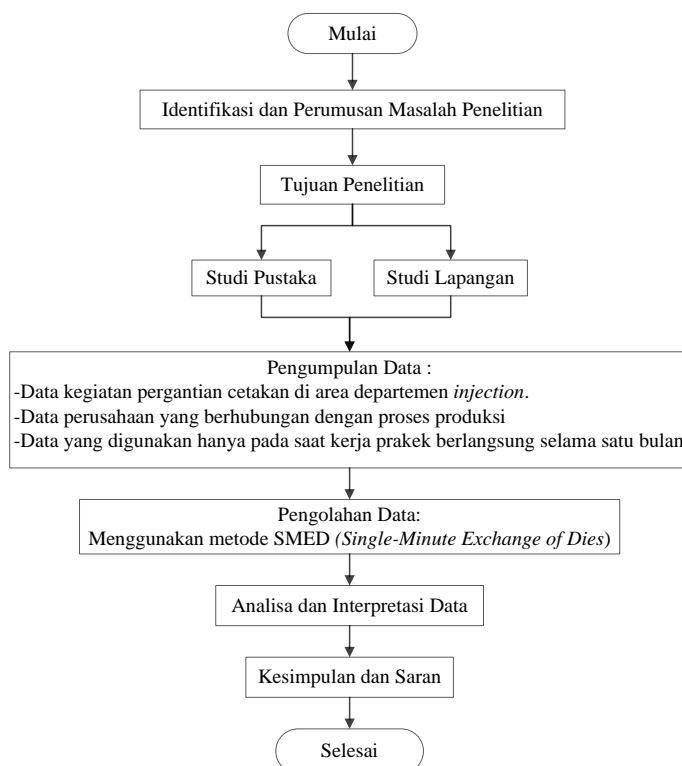 Mulai
Identifikasi dan Perumusan Masalah Penelitian
Tujuan Penelitian
Studi Pustaka
Studi Lapangan
Pengumpulan Data :
-Data kegiatan pergantian cetakan di area departemen injection.
-Data perusahaan yang berhubungan dengan proses produksi
-Data yang digunakan hanya pada saat kerja prakek berlangsung selama satu bulan
Pengolahan Data:
Menggunakan metode SMED (Single-Minute Exchange of Dies)
Analisa dan Interpretasi Data
Kesimpulan dan Saran
Selesai